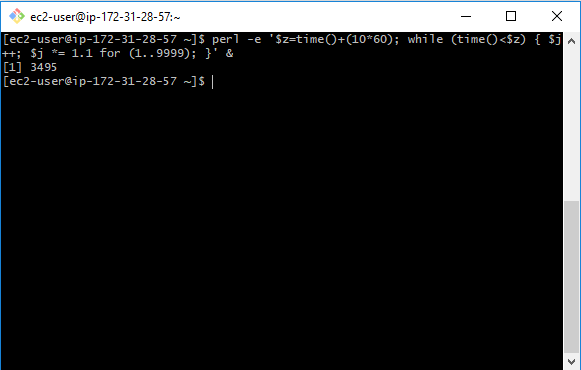 ec2-user@ip-172-31-28-57:~
[ec2-user@ip-172-31-28-57 ~]$ perl -e '$z=time()+(10*60); while (time()<$z) { $j
++; $j *= 1.1 for (1..9999); }' &
[1] 3495
[ec2-user@ip-172-31-28-57 ~]$